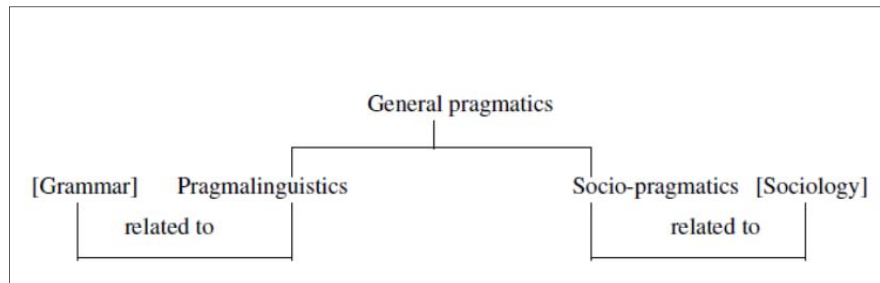 General pragmatics
[Grammar] Pragmalinguistics Socio-pragmatics [Sociology]
related to related to